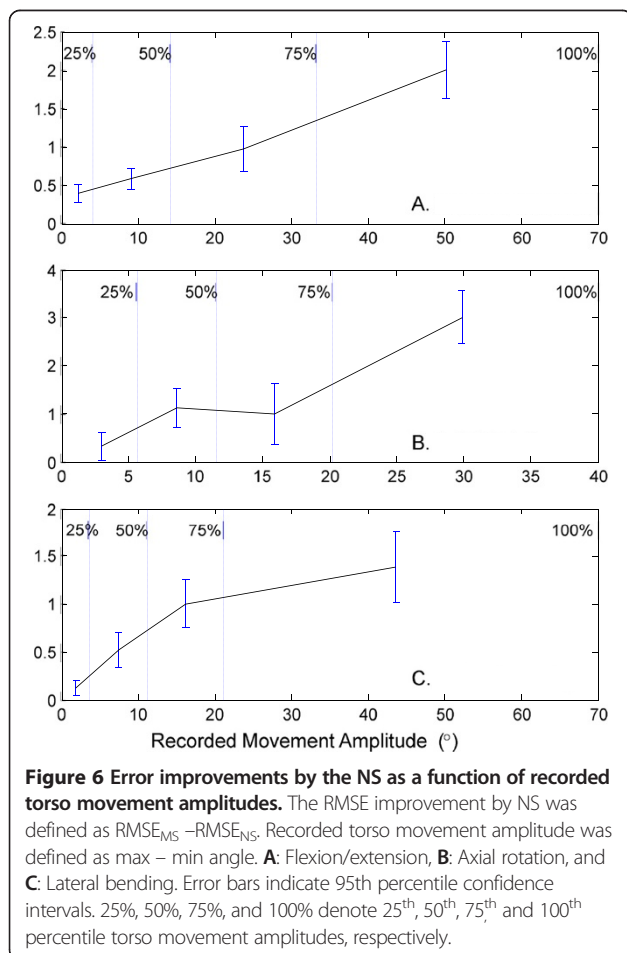 2.5
25% 50% 75% 100%
2
1.5
1
0.5
A.
0
0 10 20 30 40 50 60 70
4
25% 50% 75% 100%
3
2
1
B.
0
0 5 10 15 20 25 30 35 40
2
25% 50% 75% 100%
1.5
1
0.5
C.
0
0 10 20 30 40 50 60 70
Recorded Movement Amplitude (°)
Figure 6 Error improvements by the NS as a function of recorded
torso movement amplitudes. The RMSE improvement by NS was
defined as RMSE_MS –RMSE_NS. Recorded torso movement amplitude was
defined as max – min angle. A: Flexion/extension, B: Axial rotation, and
C: Lateral bending. Error bars indicate 95th percentile confidence
intervals. 25%, 50%, 75%, and 100% denote 25th, 50th, 75,th and 100th
percentile torso movement amplitudes, respectively.